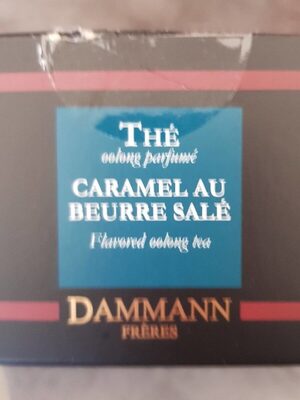 THÉ
oolong parfumé
CARAMEL AU
BEURRE SALÉ
Flavored oolong tea
DAMMANN
FRÈRES